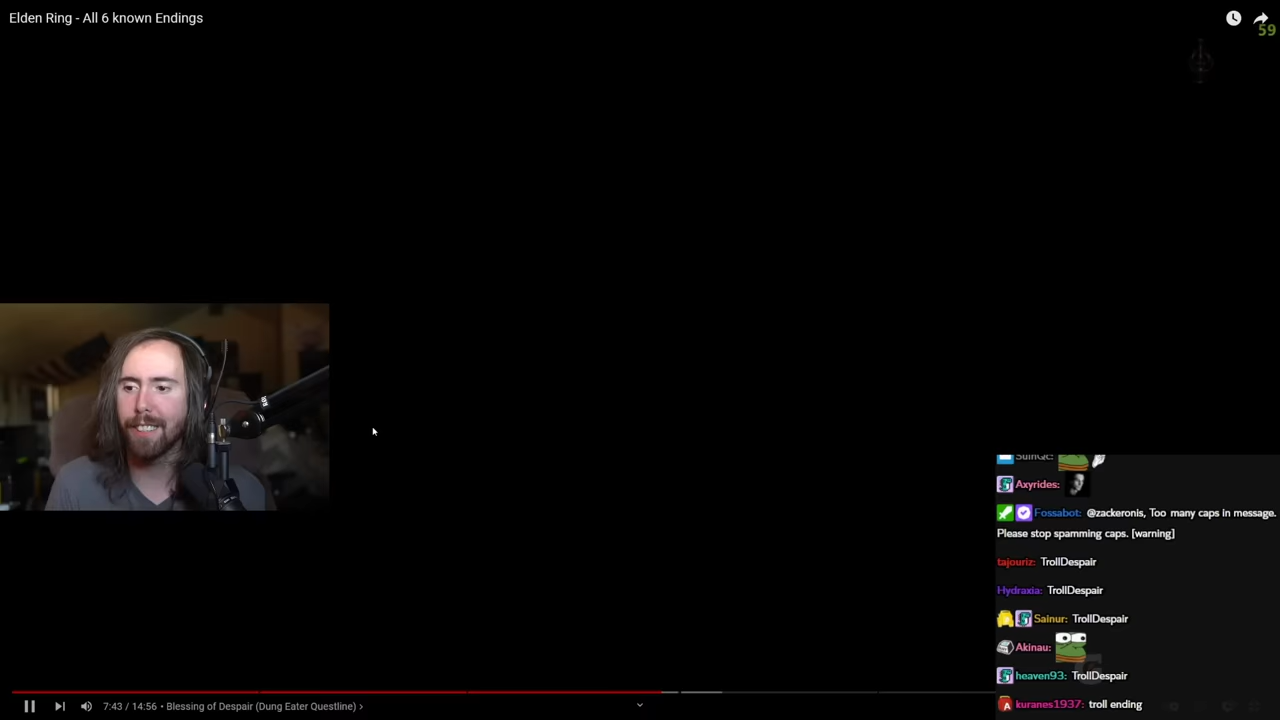 Elden Ring - All 6 known Endings
59
SuinQc:
Axyrides:
Fossabot: @zackeronis, Too many caps in message.
Please stop spamming caps. [warning]
tajouriz: TrollDespair
Hydraxia: TrollDespair
Sainur: TrollDespair
Akinau:
heaven93: TrollDespair
kuranes1937: troll ending
7:43 / 14:56 • Blessing of Despair (Dung Eater Questline) >